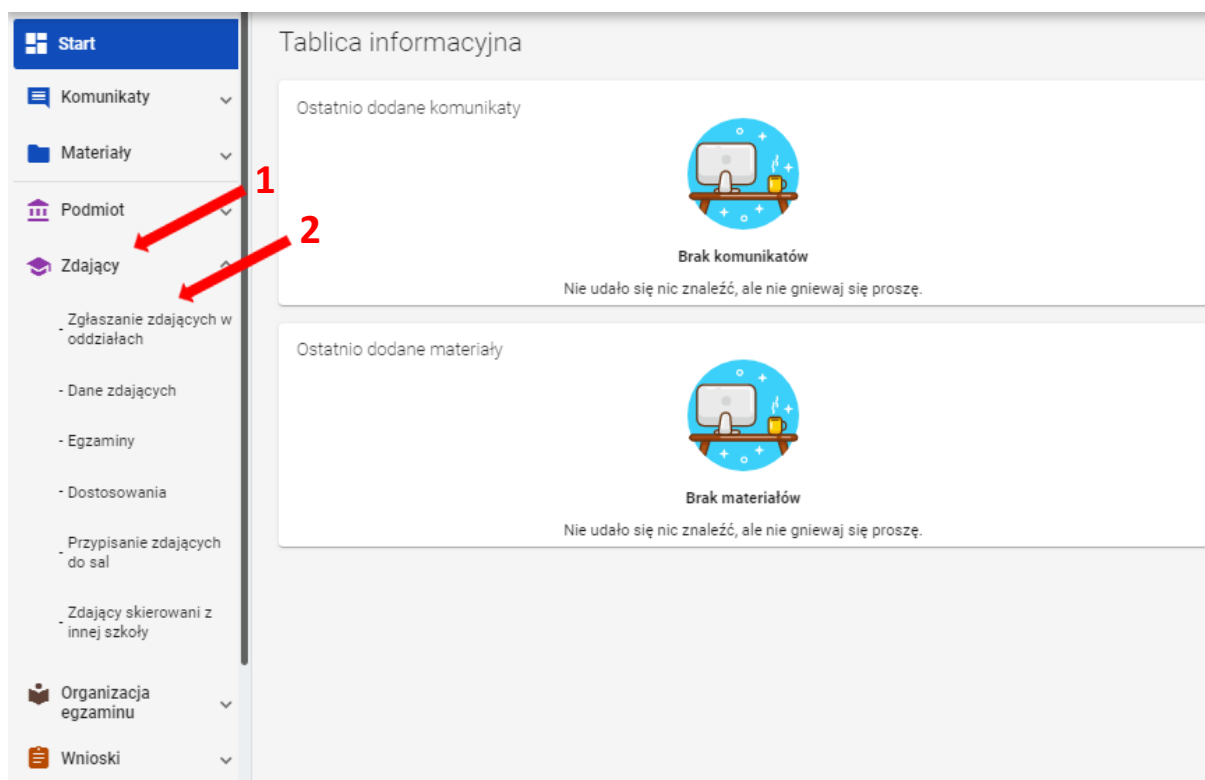 Start
Komunikaty
Materiały
Podmiot
Zdający
- Zgłaszanie zdających w
oddziałach
- Dane zdających
- Egzaminy
- Dostosowania
- Przypisanie zdających
do sal
- Zdający skierowani z
innej szkoły
Organizacja
egzaminu
Wnioski
1
2
Tablica informacyjna
Ostatnio dodane komunikaty
Brak komunikatów
Nie udało się nic znaleźć, ale nie gniewaj się proszę.
Ostatnio dodane materiały
Brak materiałów
Nie udało się nic znaleźć, ale nie gniewaj się proszę.